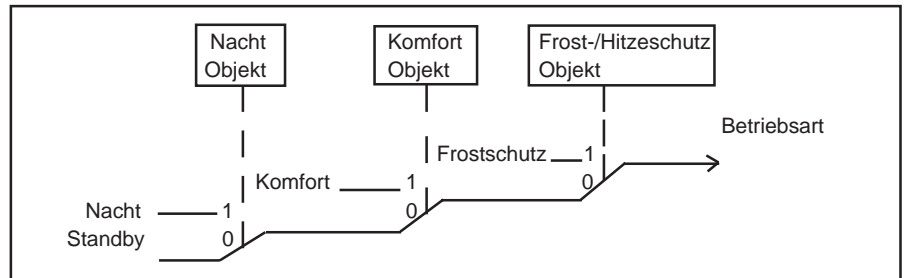 Nacht
Objekt
Komfort
Objekt
Frost-/Hitzeschutz
Objekt
Betriebsart
Frostschutz 1
0
Komfort 1
0
Nacht 1
Standby 0